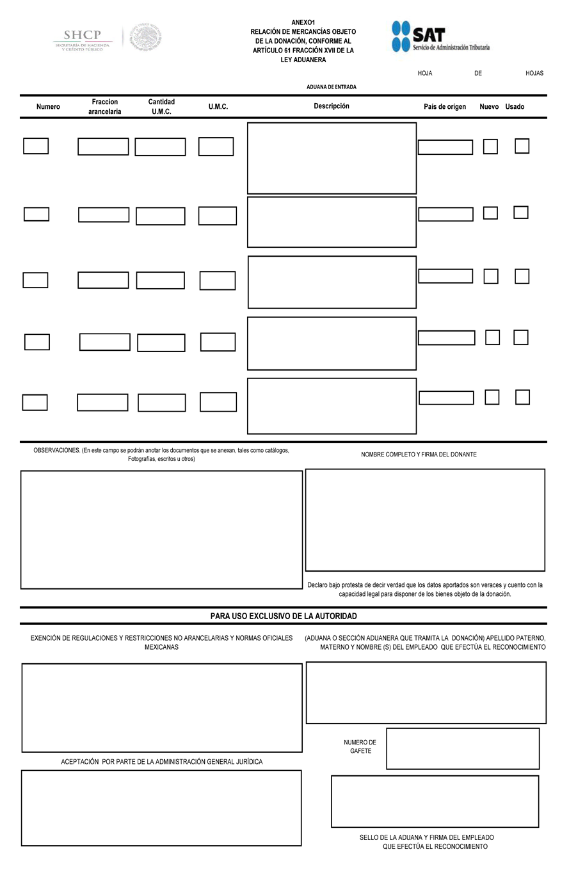 SHCP
SECRETARÍA DE HACIENDA
Y CRÉDITO PÚBLICO
ANEXO1
RELACIÓN DE MERCANCÍAS OBJETO
DE LA DONACIÓN, CONFORME AL
ARTÍCULO 61 FRACCIÓN XVII DE LA
LEY ADUANERA
SAT
Servicio de Administración Tributaria
HOJA DE HOJAS
ADUANA DE ENTRADA
Numero
Fraccion
arancelaria
Cantidad
U.M.C.
U.M.C.
Descripción
País de origen
Nuevo Usado
OBSERVACIONES. (En este campo se podrán anotar los documentos que se anexan, tales como catálogos,
Fotografías, escritos u otros)
NOMBRE COMPLETO Y FIRMA DEL DONANTE
Declaro bajo protesta de decir verdad que los datos aportados son veraces y cuento con la
capacidad legal para disponer de los bienes objeto de la donación.
PARA USO EXCLUSIVO DE LA AUTORIDAD
EXENCIÓN DE REGULACIONES Y RESTRICCIONES NO ARANCELARIAS Y NORMAS OFICIALES
MEXICANAS
(ADUANA O SECCIÓN ADUANERA QUE TRAMITA LA DONACIÓN) APELLIDO PATERNO,
MATERNO Y NOMBRE (S) DEL EMPLEADO QUE EFECTÚA EL RECONOCIMIENTO
NUMERO DE
GAFETE
ACEPTACIÓN POR PARTE DE LA ADMINISTRACIÓN GENERAL JURÍDICA
SELLO DE LA ADUANA Y FIRMA DEL EMPLEADO
QUE EFECTÚA EL RECONOCIMIENTO